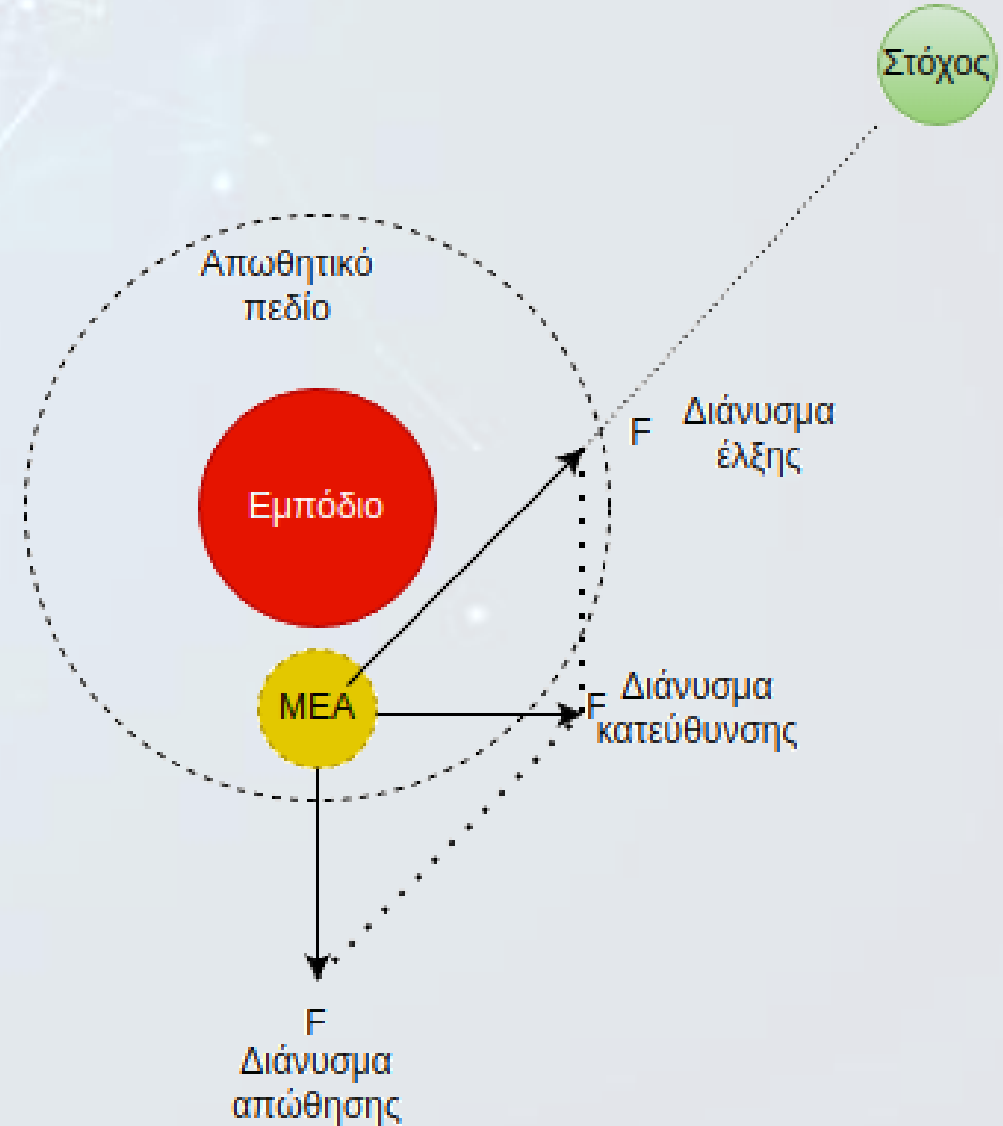 Στόχος
Απωθητικό
πεδίο
F
Διάνυσμα
έλξης
Εμπόδιο
ΜΕΑ
F
Διάνυσμα
κατεύθυνσης
F
Διάνυσμα
απώθησης